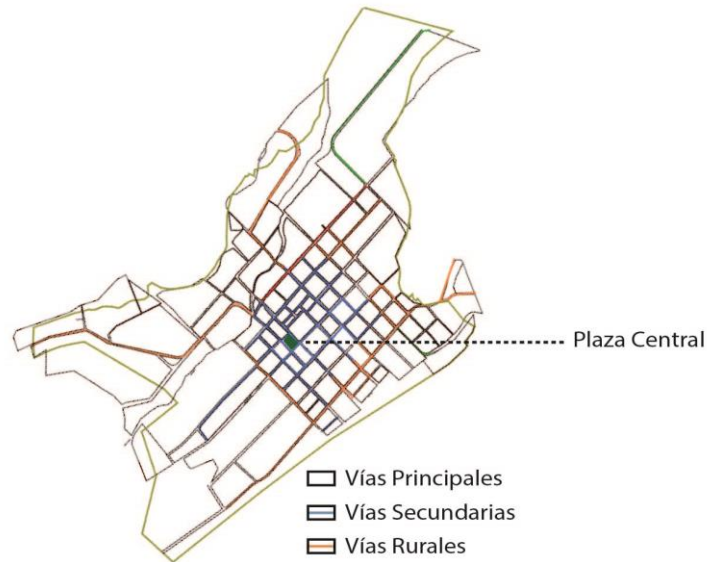 Plaza Central
Vías Principales
Vías Secundarias
Vías Rurales